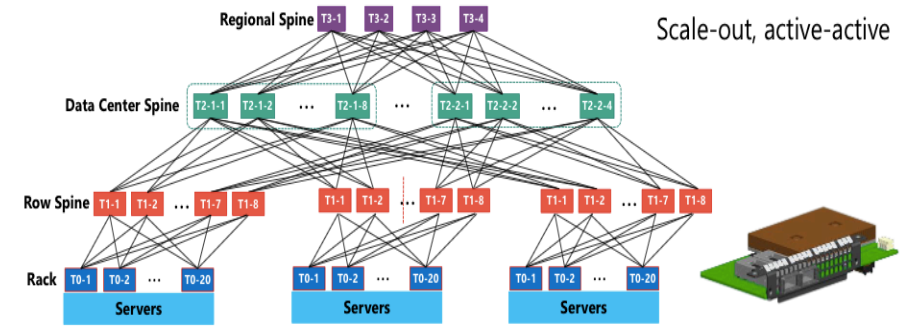 Scale-out, active-active
Regional Spine T3-1 T3-2 T3-3 T3-4
Data Center Spine T2-1-1 T2-1-2 ... T2-1-8 ... T2-2-1 T2-2-2 ... T2-2-4
Row Spine T1-1 T1-2 ... T1-7 T1-8 T1-1 T1-2 ... T1-7 T1-8 T1-1 T1-2 ... T1-7 T1-8
Rack T0-1 T0-2 ... T0-20 T0-1 T0-2 ... T0-20 T0-1 T0-2 ... T0-20
Servers Servers Servers